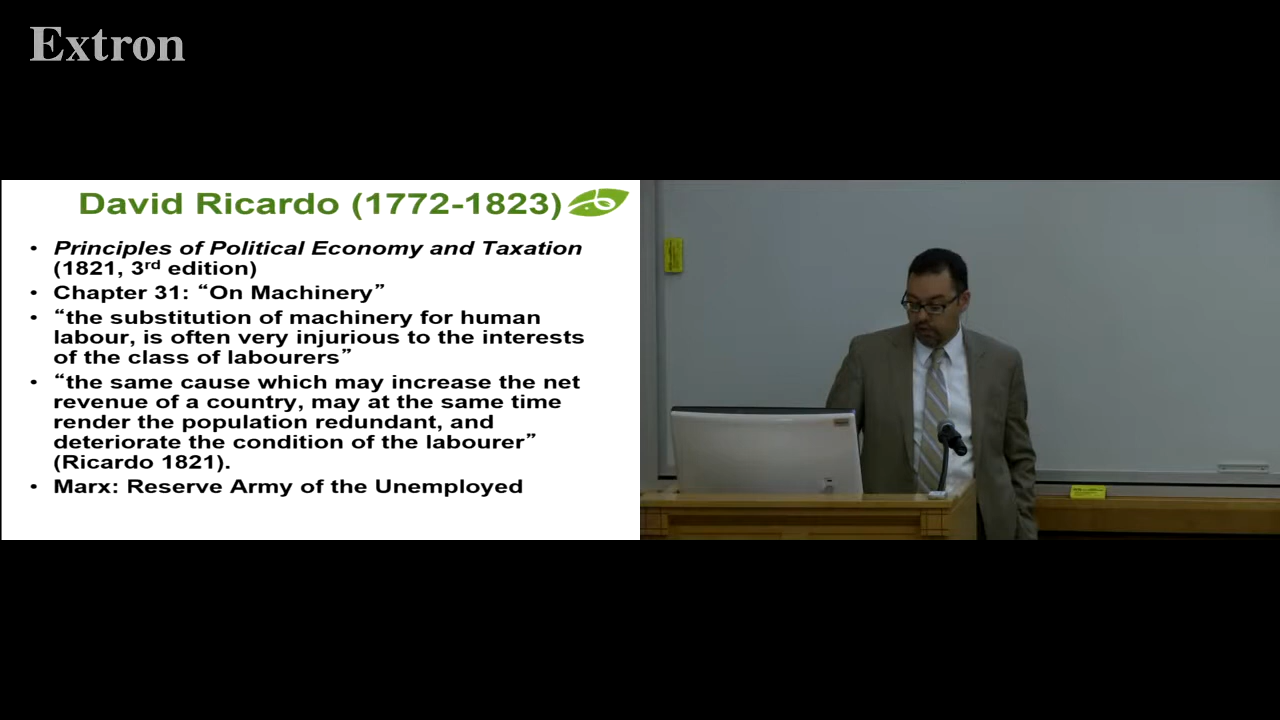 Extron
David Ricardo (1772-1823)
• Principles of Political Economy and Taxation
(1821, 3rd edition)
• Chapter 31: “On Machinery”
• “the substitution of machinery for human
labour, is often very injurious to the interests
of the class of labourers”
• “the same cause which may increase the net
revenue of a country, may at the same time
render the population redundant, and
deteriorate the condition of the labourer”
(Ricardo 1821).
• Marx: Reserve Army of the Unemployed